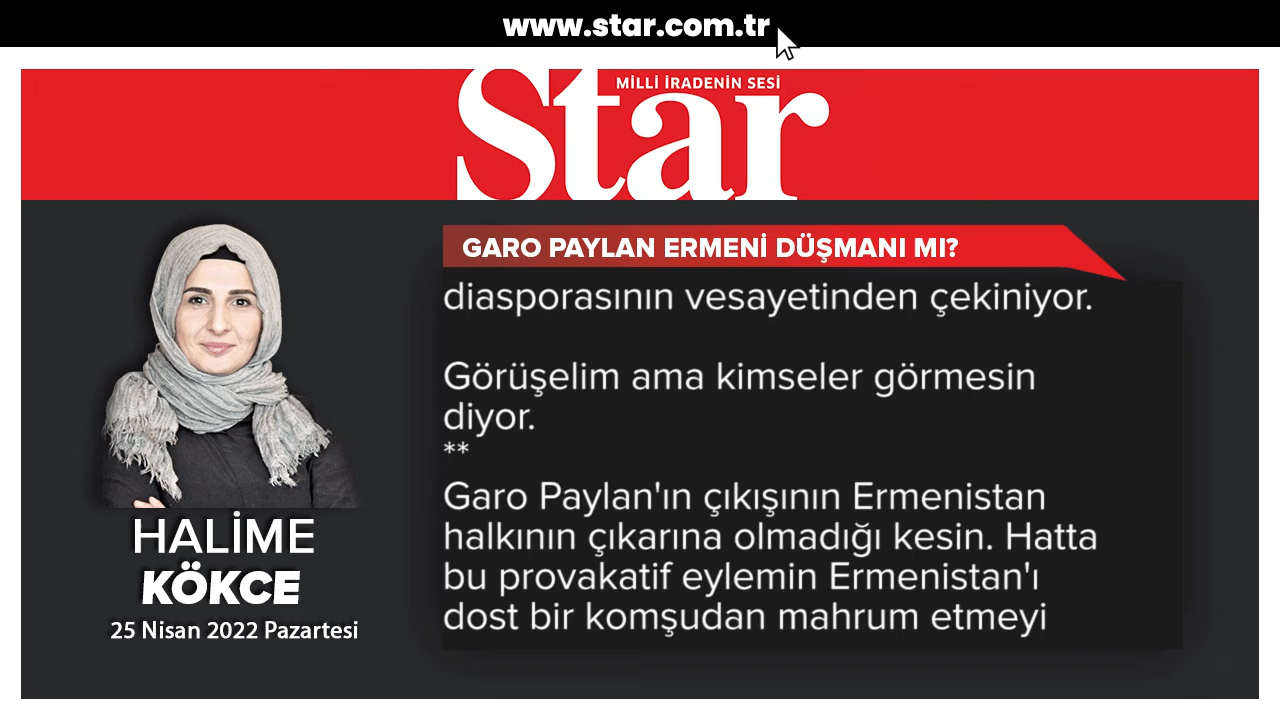 www.star.com.tr
MİLLİ İRADENİN SESİ
Star
GARO PAYLAN ERMENİ DÜŞMANI MI?
diasporasının vesayetinden çekiniyor.
Görüşelim ama kimseler görmesin
diyor.
**
Garo Paylan'ın çıkışının Ermenistan
halkının çıkarına olmadığı kesin. Hatta
bu provakatif eylemin Ermenistan'ı
dost bir komşudan mahrum etmeyi
HALİME
KÖKCE
25 Nisan 2022 Pazartesi